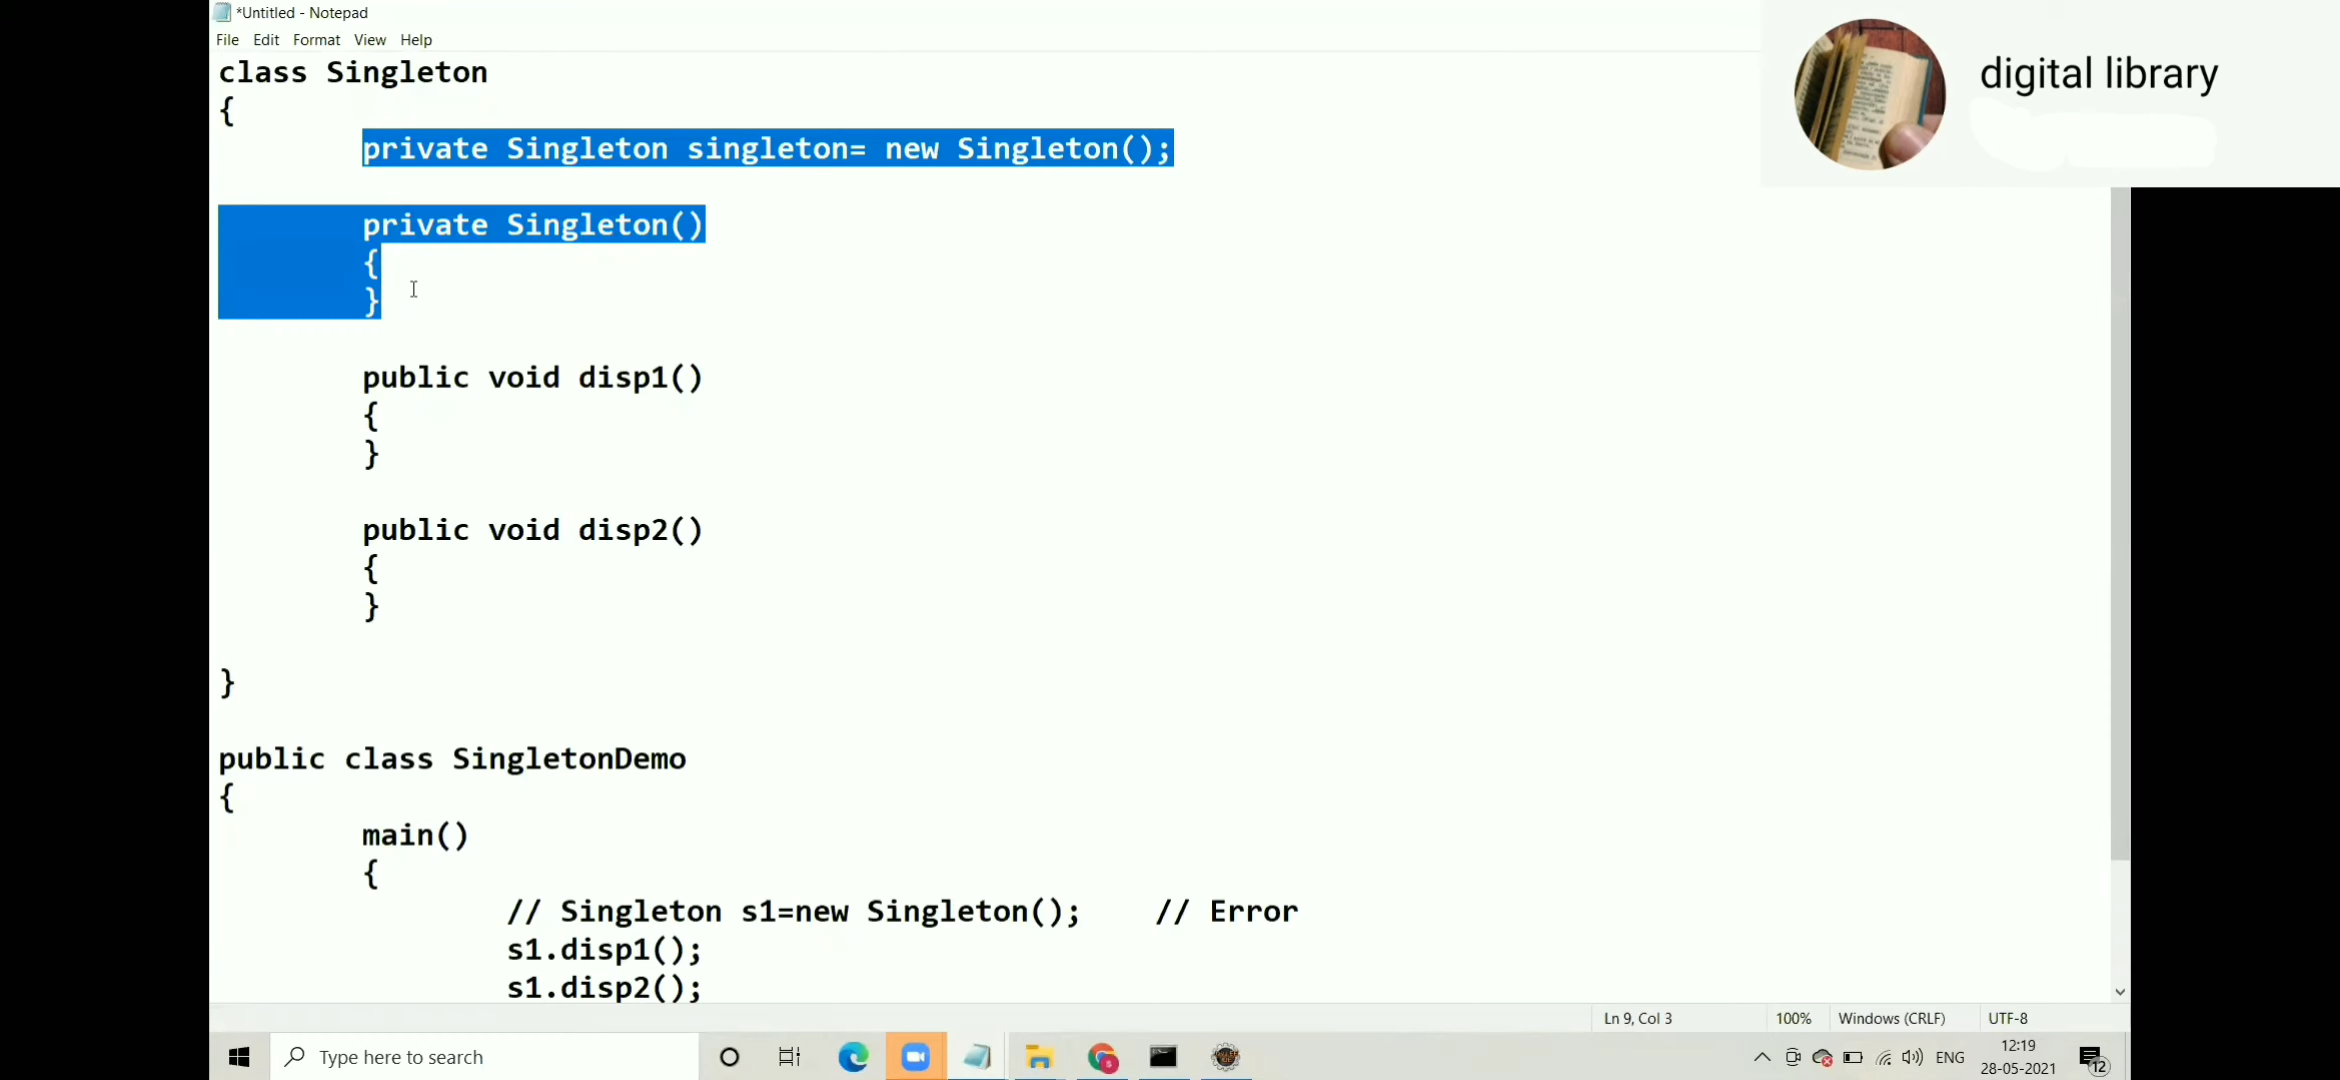 *Untitled - Notepad
File Edit Format View Help
class Singleton
{
private Singleton singleton= new Singleton();
private Singleton()
{
}
public void disp1()
{
}
public void disp2()
{
}
}
public class SingletonDemo
{
main()
{
// Singleton s1=new Singleton(); // Error
s1.disp1();
s1.disp2();
digital library
Ln 9, Col 3 100% Windows (CRLF) UTF-8
Type here to search
ENG
12:19
28-05-2021
12